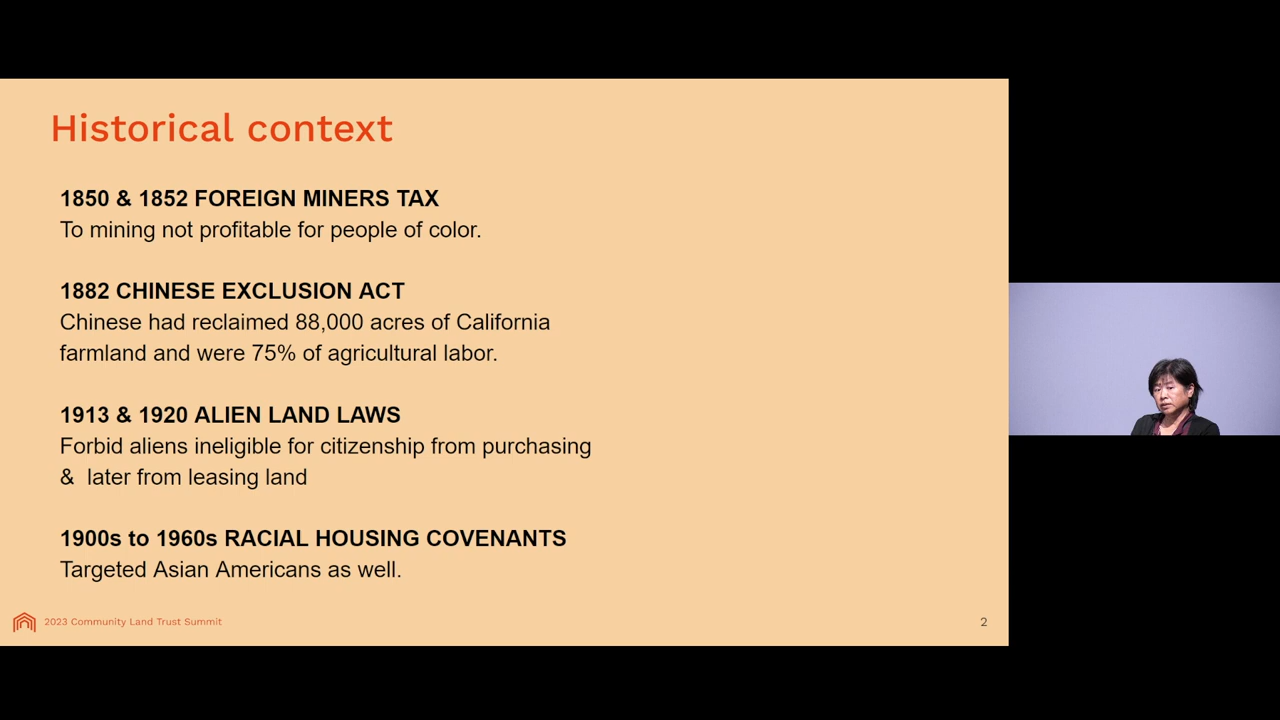 Historical context
1850 & 1852 FOREIGN MINERS TAX
To mining not profitable for people of color.
1882 CHINESE EXCLUSION ACT
Chinese had reclaimed 88,000 acres of California
farmland and were 75% of agricultural labor.
1913 & 1920 ALIEN LAND LAWS
Forbid aliens ineligible for citizenship from purchasing
&  later from leasing land
1900s to 1960s RACIAL HOUSING COVENANTS
Targeted Asian Americans as well.
2023 Community Land Trust Summit
2